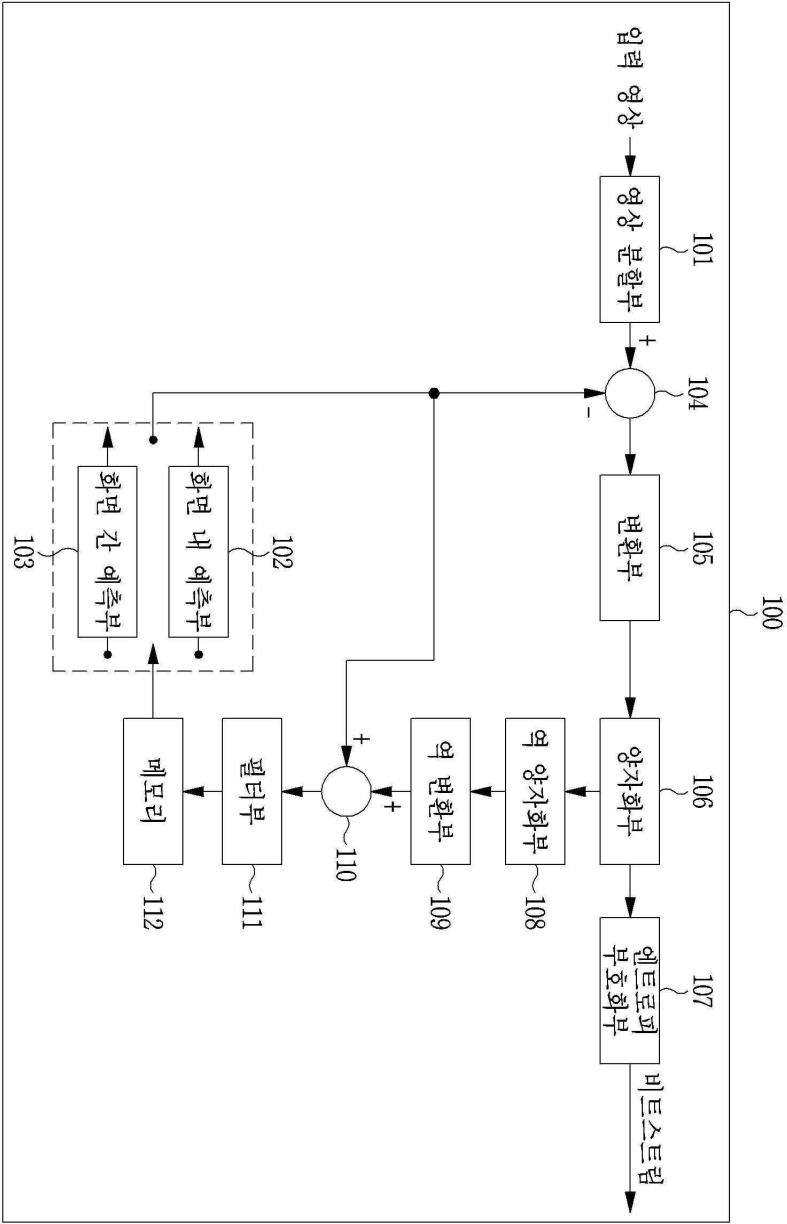 100
입력 영상
영상 분할부
101
+
-
104
변환부
105
양자화부
106
엔트로피
부호화부
107
비트스트림
역 양자화부
108
역 변환부
109
+
+
110
필터부
111
메모리
112
화면 내 예측부
102
화면 간 예측부
103